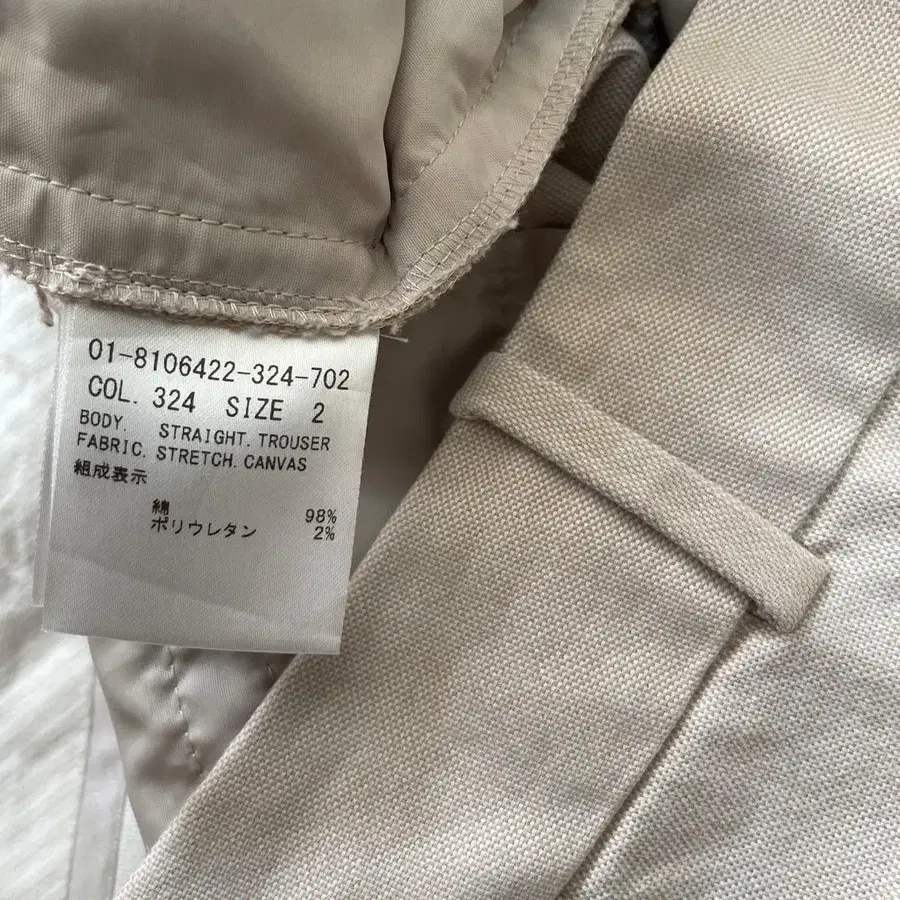 01-8106422-324-702
COL. 324 SIZE 2
BODY. STRAIGHT. TROUSER
FABRIC. STRETCH. CANVAS
組成表示
綿 98%
ポリウレタン 2%